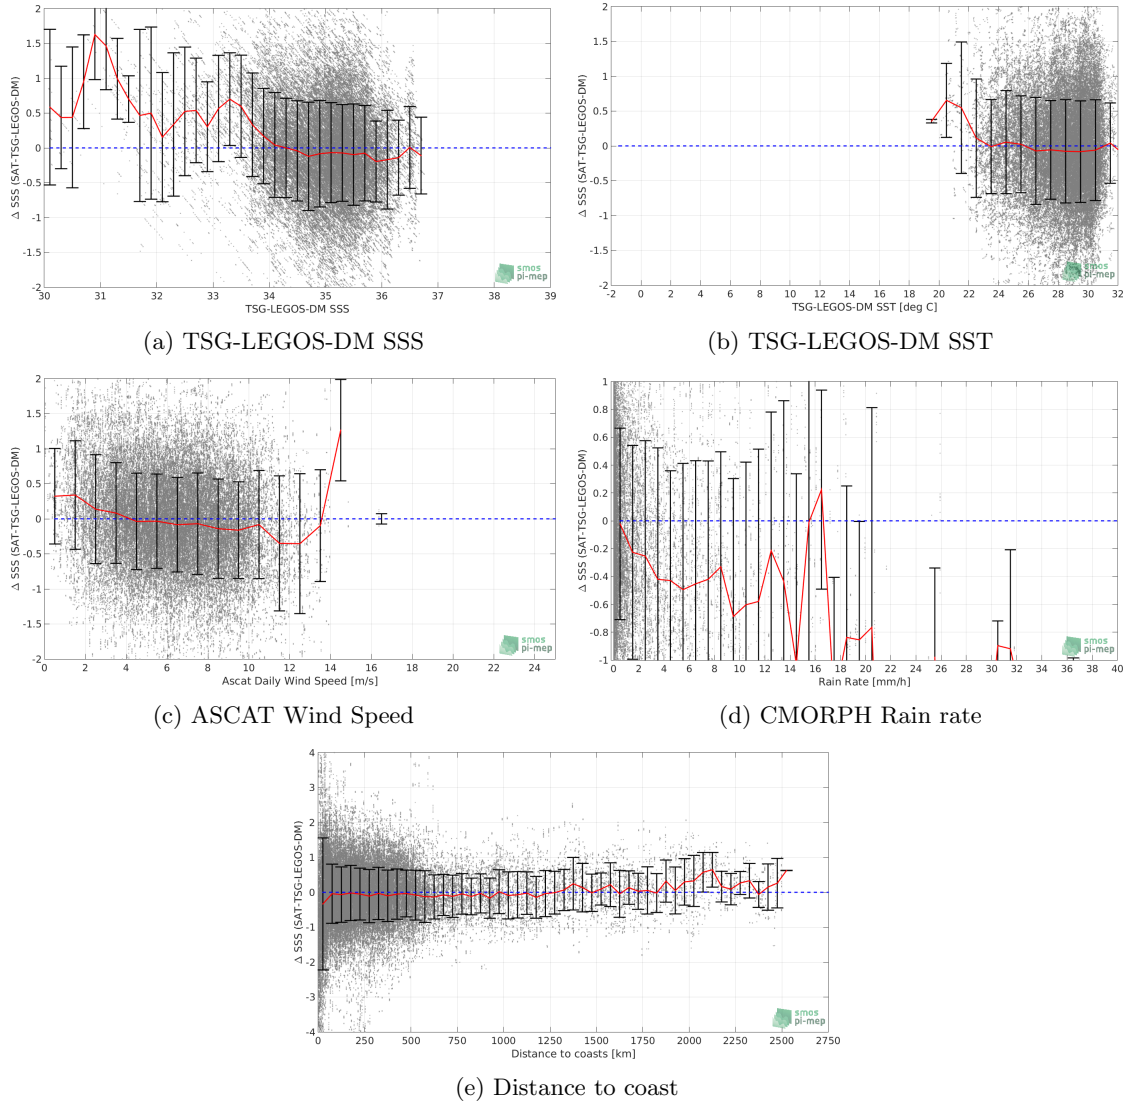 2
1.5
1
0.5
0
-0.5
-1
-1.5
-2
Δ SSS (SAT-TSG-LEGOS-DM)
30 31 32 33 34 35 36 37 38 39
TSG-LEGOS-DM SSS
smos
pi-mep
(a) TSG-LEGOS-DM SSS
2
1.5
1
0.5
0
-0.5
-1
-1.5
-2
Δ SSS (SAT-TSG-LEGOS-DM)
-2 0 2 4 6 8 10 12 14 16 18 20 22 24 26 28 30 32
TSG-LEGOS-DM SST [deg C]
smos
pi-mep
(b) TSG-LEGOS-DM SST
2
1.5
1
0.5
0
-0.5
-1
-1.5
-2
Δ SSS (SAT-TSG-LEGOS-DM)
0 2 4 6 8 10 12 14 16 18 20 22 24
Ascat Daily Wind Speed [m/s]
smos
pi-mep
(c) ASCAT Wind Speed
1
0.8
0.6
0.4
0.2
0
-0.2
-0.4
-0.6
-0.8
-1
Δ SSS (SAT-TSG-LEGOS-DM)
0 2 4 6 8 10 12 14 16 18 20 22 24 26 28 30 32 34 36 38 40
Rain Rate [mm/h]
smos
pi-mep
(d) CMORPH Rain rate
4
3
2
1
0
-1
-2
-3
-4
Δ SSS (SAT-TSG-LEGOS-DM)
0 250 500 750 1000 1250 1500 1750 2000 2250 2500 2750
Distance to coasts [km]
smos
pi-mep
(e) Distance to coast